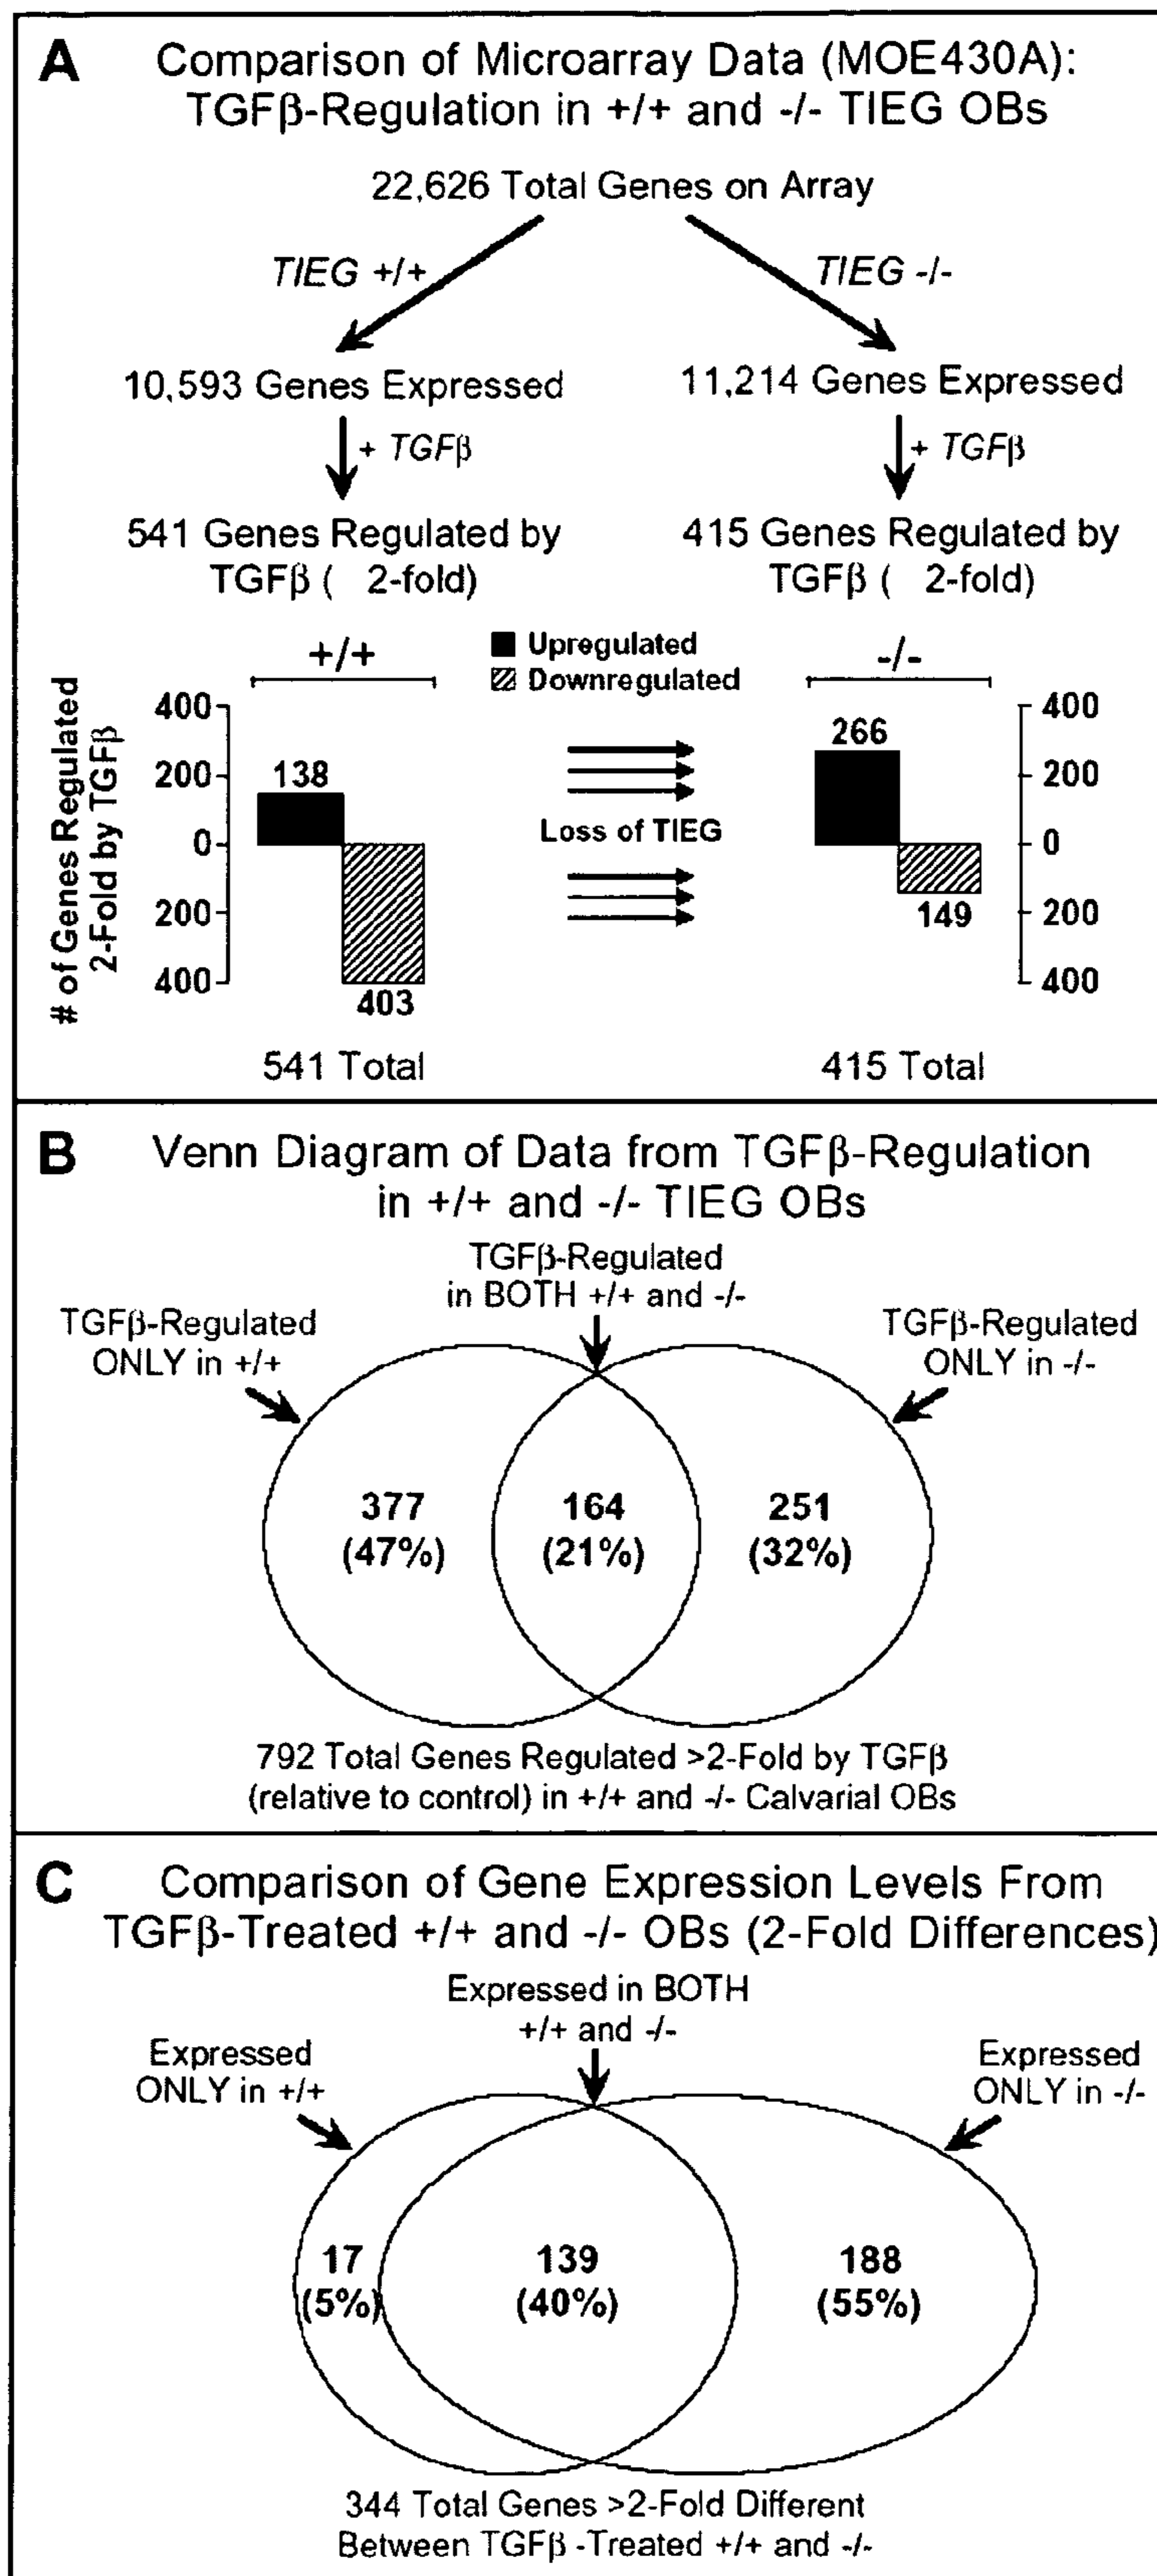 A
Comparison of Microarray Data (MOE430A):
TGFβ-Regulation in +/+ and -/- TIEG OBs
22,626 Total Genes on Array
TIEG +/+
TIEG -/-
10,593 Genes Expressed
11,214 Genes Expressed
+ TGFβ
+ TGFβ
541 Genes Regulated by
TGFβ ( 2-fold)
415 Genes Regulated by
TGFβ ( 2-fold)
# of Genes Regulated
2-Fold by TGFβ
+/+
Upregulated
Downregulated
-/-
400
200
0
200
400
138
403
Loss of TIEG
266
149
400
200
0
200
400
541 Total
415 Total
B
Venn Diagram of Data from TGFβ-Regulation
in +/+ and -/- TIEG OBs
TGFβ-Regulated
in BOTH +/+ and -/-
TGFβ-Regulated
ONLY in +/+
TGFβ-Regulated
ONLY in -/-
377
(47%)
164
(21%)
251
(32%)
792 Total Genes Regulated >2-Fold by TGFβ
(relative to control) in +/+ and -/- Calvarial OBs
C
Comparison of Gene Expression Levels From
TGFβ-Treated +/+ and -/- OBs (2-Fold Differences)
Expressed in BOTH
+/+ and -/-
Expressed
ONLY in +/+
Expressed
ONLY in -/-
17
(5%)
139
(40%)
188
(55%)
344 Total Genes >2-Fold Different
Between TGFβ -Treated +/+ and -/-